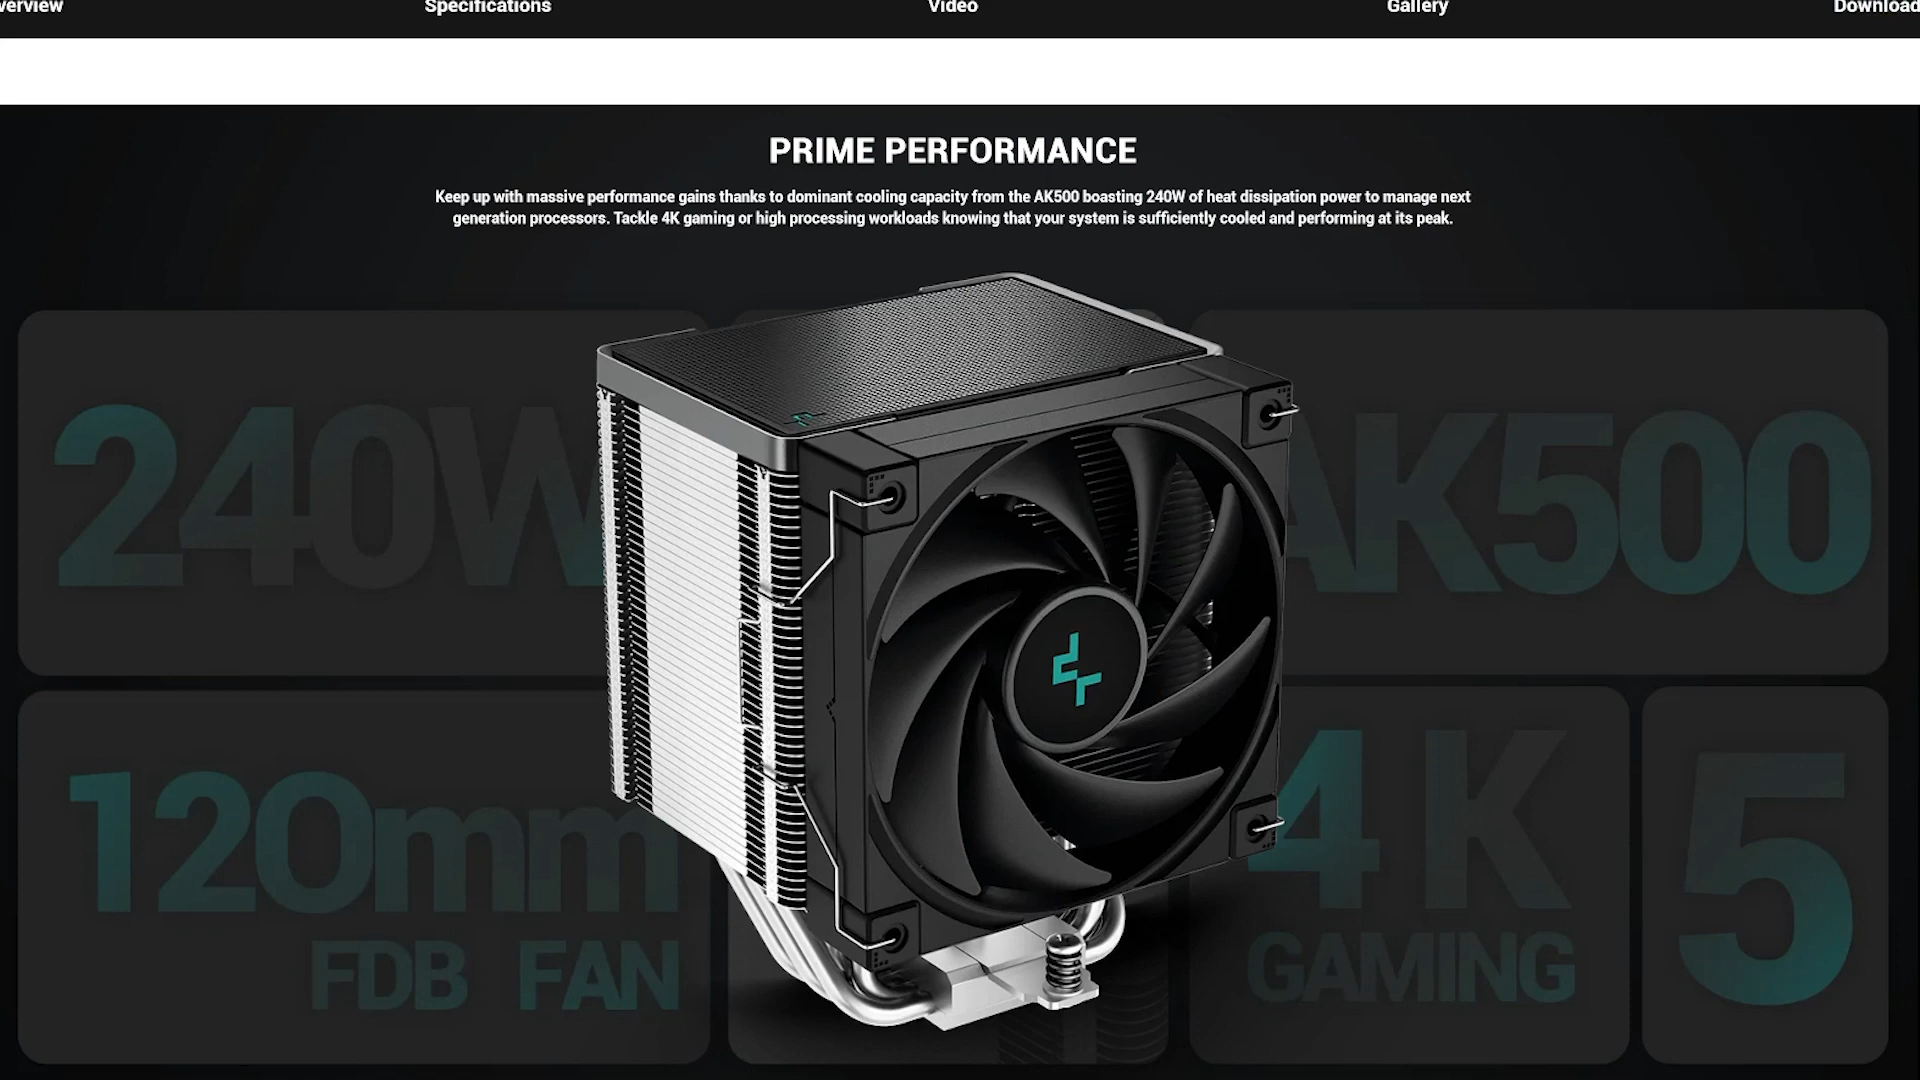 verview
Specifications
Video
Gallery
Download
PRIME PERFORMANCE
Keep up with massive performance gains thanks to dominant cooling capacity from the AK500 boasting 240W of heat dissipation power to manage next
generation processors. Tackle 4K gaming or high processing workloads knowing that your system is sufficiently cooled and performing at its peak.
240W
AK500
120mm
FDB FAN
4K
GAMING
5